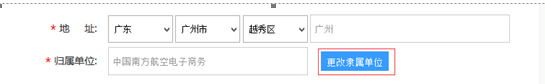 * 地 址: 广东 广州市 越秀区 广州
* 归属单位: 中国南方航空电子商务 更改隶属单位